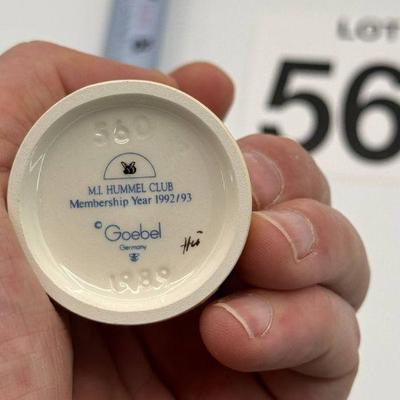 LOT
56
560
M.I. HUMMEL CLUB
Membership Year 1992/93
© Goebel
Germany
1989